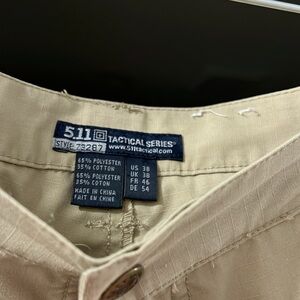 5.11 TACTICAL SERIES
STYLE 73287 www.511tactical.com
65% POLYESTER
35% COTTON
65% POLYESTER
35% COTON
MADE IN CHINA
FAIT EN CHINE
US 38
UK 38
FR 46
DE 54